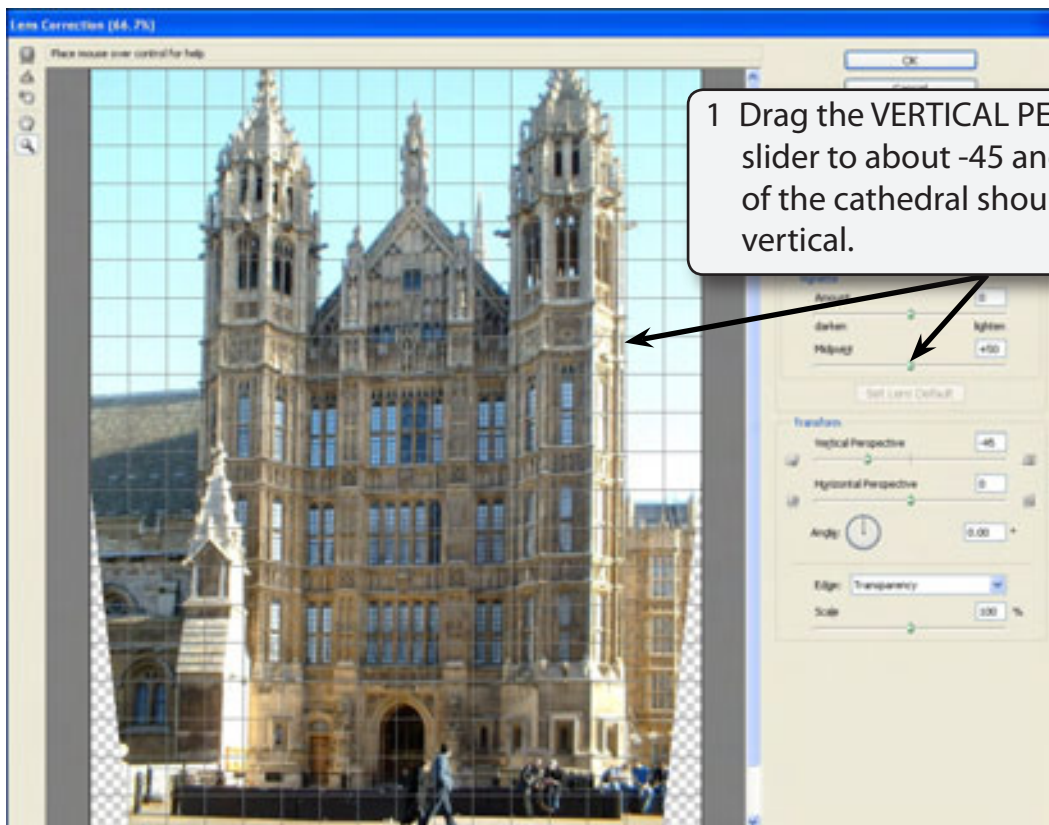 Lens Correction (66.7%)
Place mouse over control for help
OK
Cancel
1 Drag the VERTICAL PE
slider to about -45 an
of the cathedral shou
vertical.
Vignette
Amount 0
darken lighten
Midpoint +50
Set Lens Default
Transform
Vertical Perspective -45
Horizontal Perspective 0
Angle: 0.00 °
Edge: Transparency
Scale 100 %